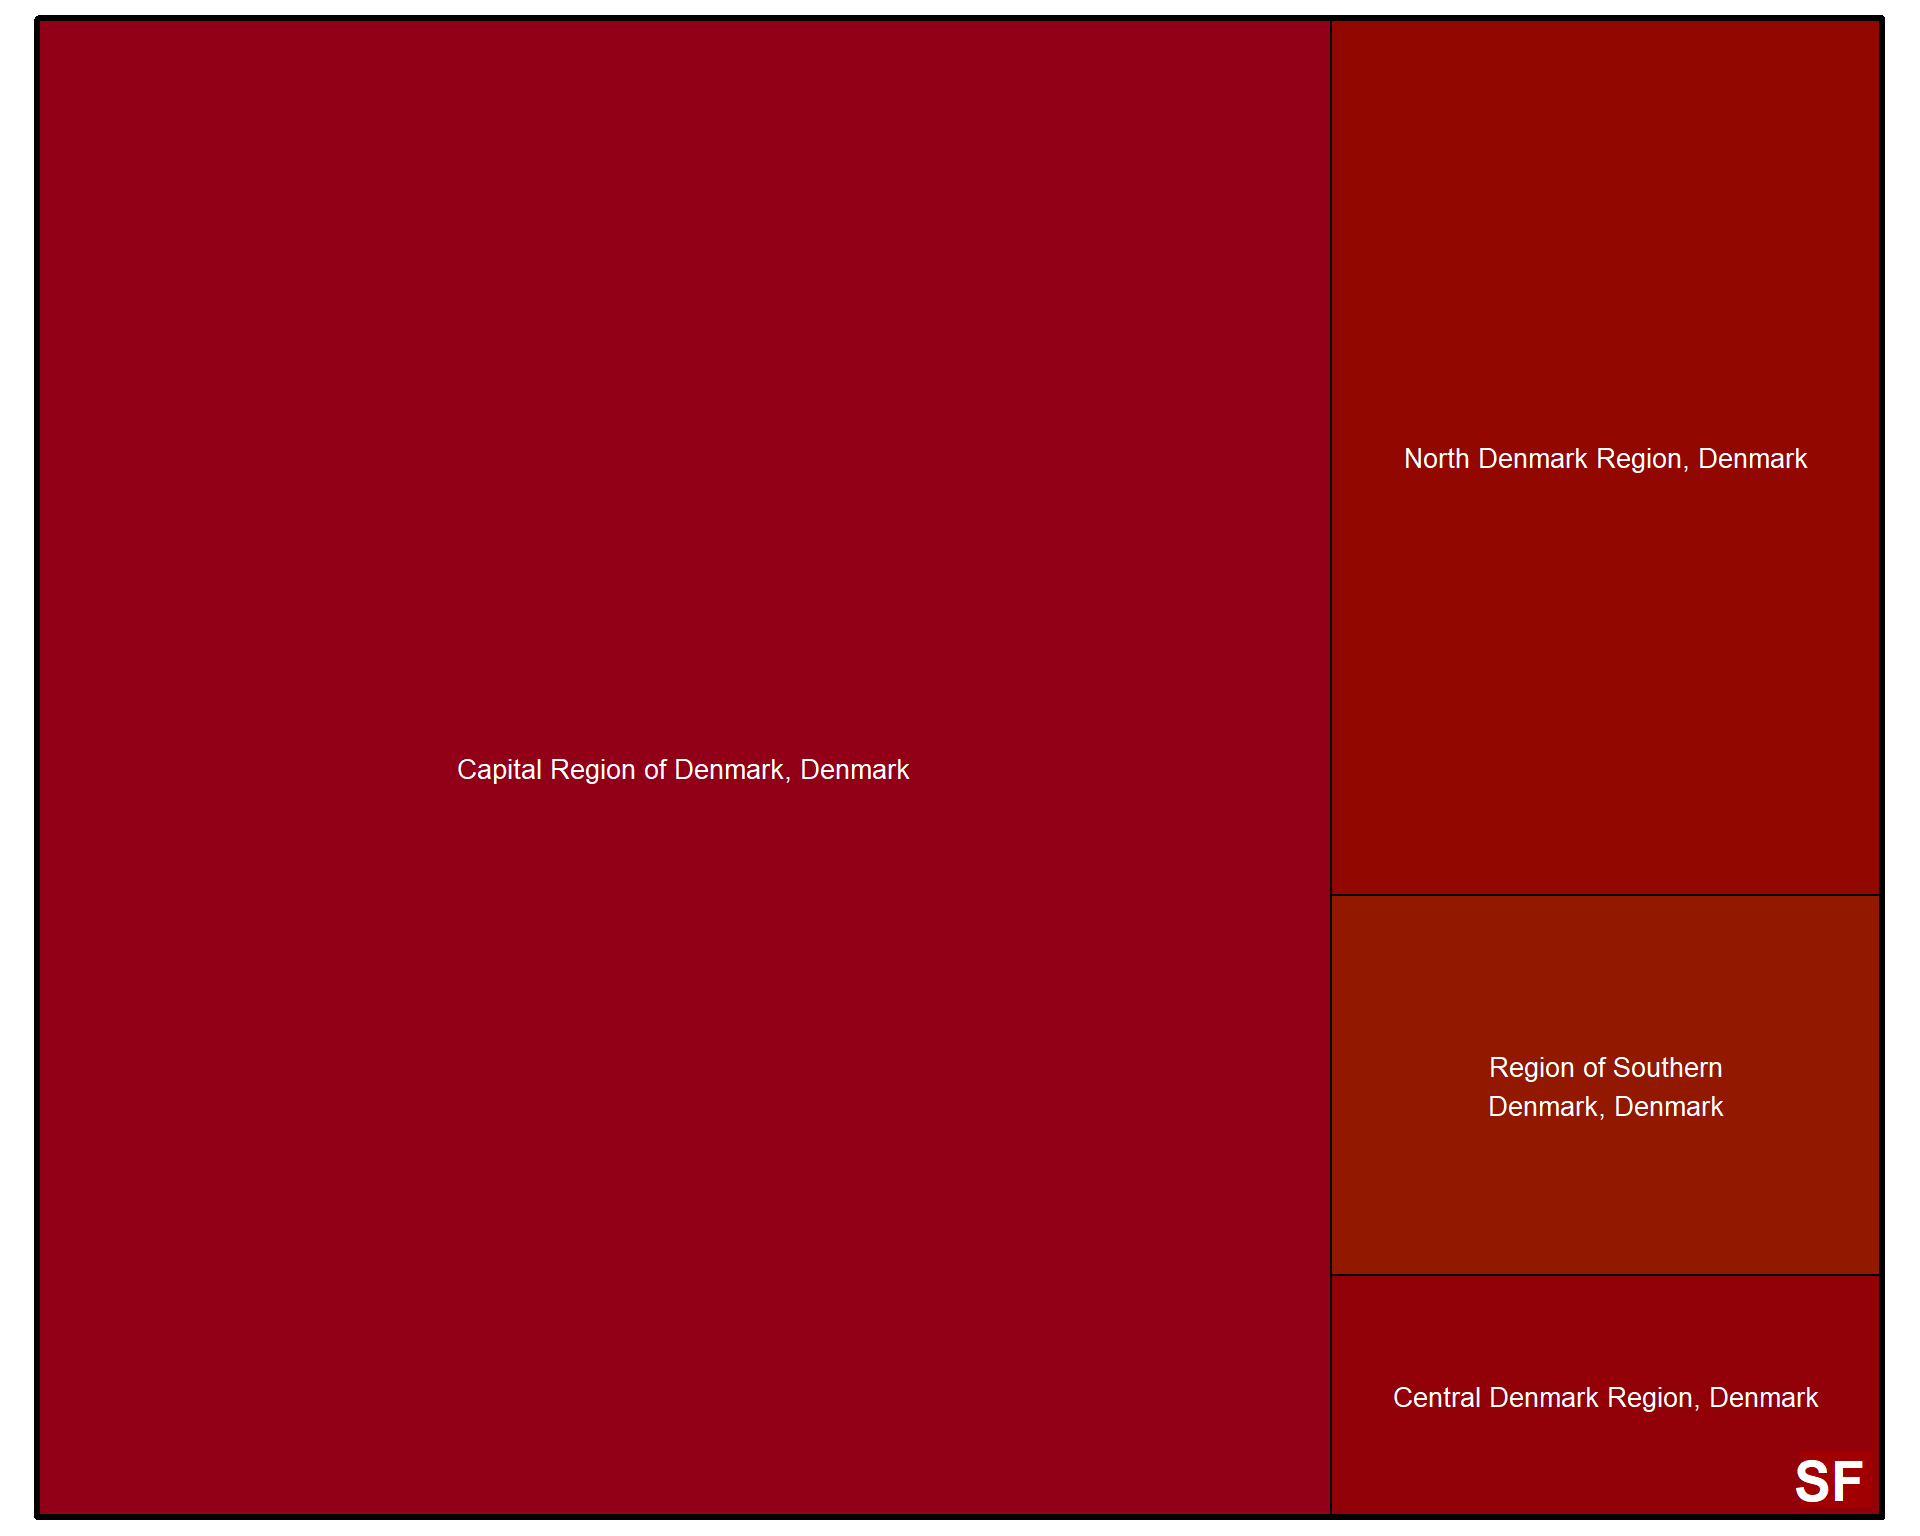 Capital Region of Denmark, Denmark
North Denmark Region, Denmark
Region of Southern
Denmark, Denmark
Central Denmark Region, Denmark
SF